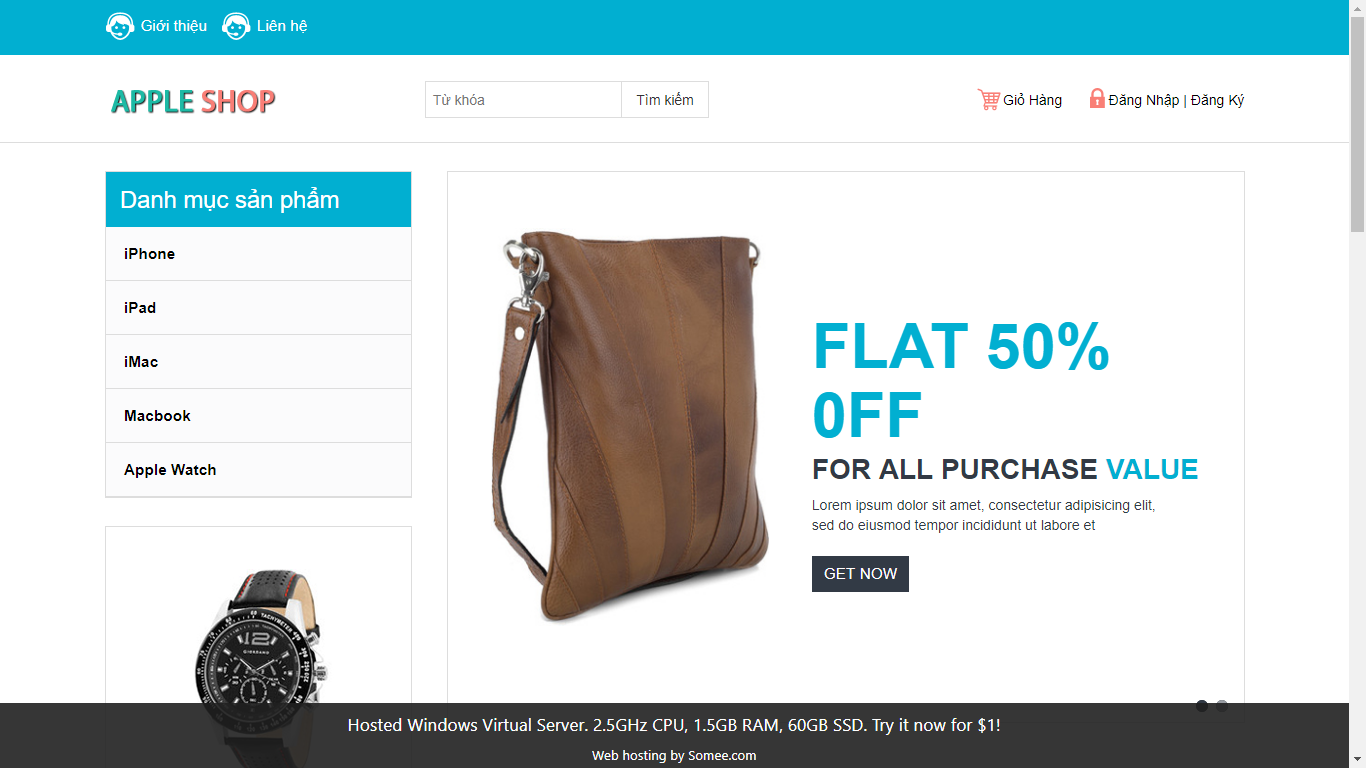 Giới thiệu Liên hệ
APPLE SHOP Từ khóa Tìm kiếm Giỏ Hàng Đăng Nhập | Đăng Ký
Danh mục sản phẩm
iPhone
iPad
iMac
Macbook
Apple Watch
FLAT 50%
0FF
FOR ALL PURCHASE VALUE
Lorem ipsum dolor sit amet, consectetur adipisicing elit,
sed do eiusmod tempor incididunt ut labore et
GET NOW
TACHYMETER
GIORDANO
Hosted Windows Virtual Server. 2.5GHz CPU, 1.5GB RAM, 60GB SSD. Try it now for $1!
Web hosting by Somee.com